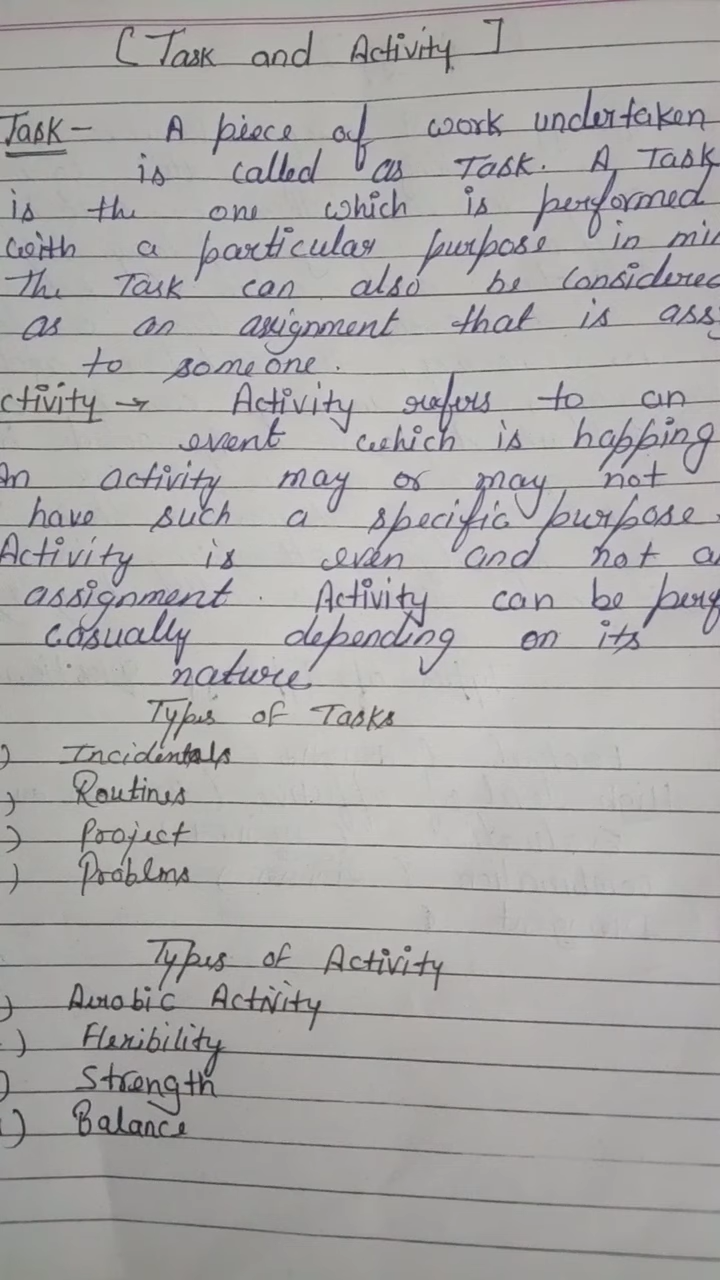 [Task and Activity]
Task - A piece of work undertaken
is called as Task. A Task
is the one which is performed
with a particular purpose in mi
The Task can also be Considered
as an assignment that is ass
to someone.
ctivity → Activity refers to an
event which is happing
An activity may or may not
have such a specific purpose.
Activity is even and not a
assignment. Activity can be perf
casually depending on its
nature.
Types of Tasks
) Incidentals
) Routines
) Project
) Problms
Types of Activity
) Aerobic Activity
) Flexibility
) Strength
) Balance